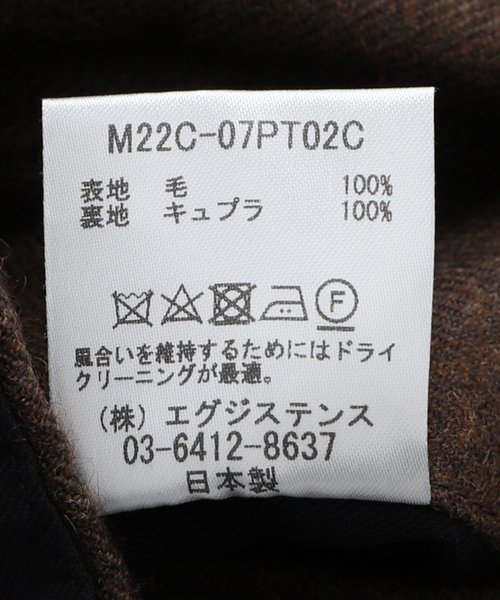 M22C-07PT02C
表地 毛 100%
裏地 キュプラ 100%
F
風合いを維持するためにはドライ
クリーニングが最適。
(株) エグジステンス
03-6412-8637
日本製